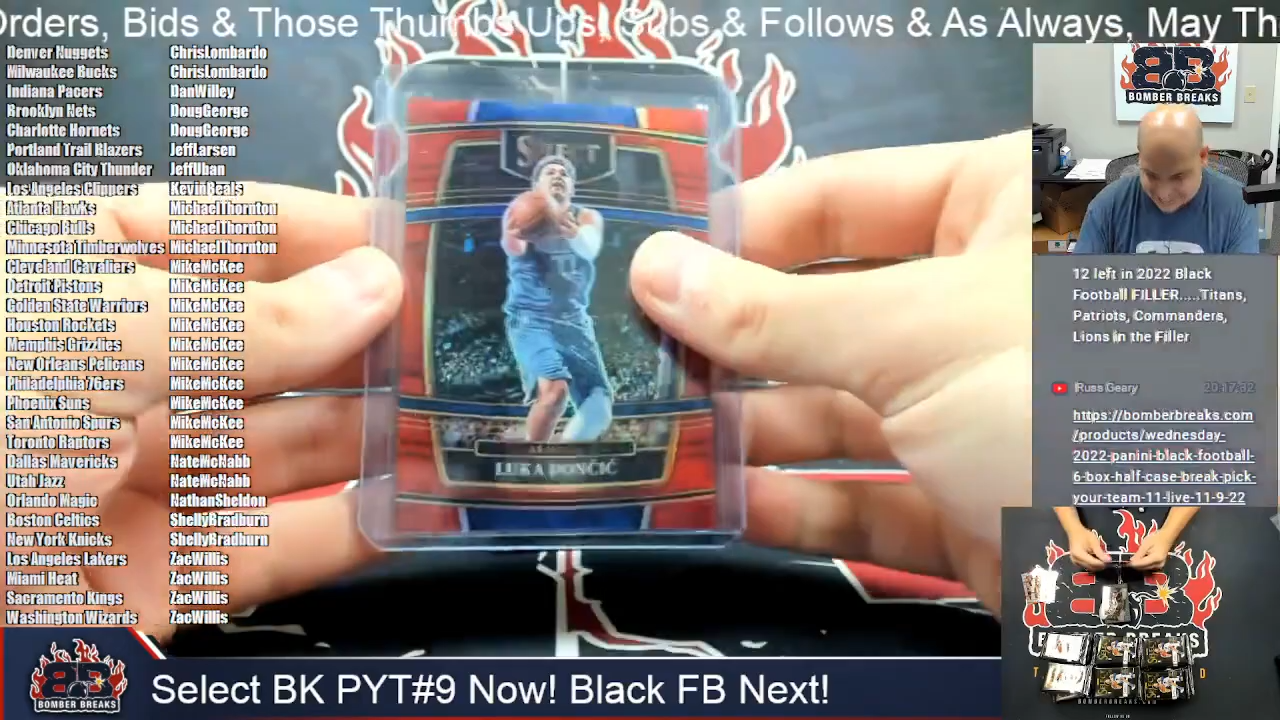 Orders, Bids & Those Thumbs Ups, Subs & Follows & As Always, May Th
Denver Nuggets ChrisLombardo
Milwaukee Bucks ChrisLombardo
Indiana Pacers DanWilley
Brooklyn Nets DougGeorge
Charlotte Hornets DougGeorge
Portland Trail Blazers JeffLarsen
Oklahoma City Thunder JeffUban
Los Angeles Clippers KevinBeals
Atlanta Hawks MichaelThornton
Chicago Bulls MichaelThornton
Minnesota Timberwolves MichaelThornton
Cleveland Cavaliers MikeMcKee
Detroit Pistons MikeMcKee
Golden State Warriors MikeMcKee
Houston Rockets MikeMcKee
Memphis Grizzlies MikeMcKee
New Orleans Pelicans MikeMcKee
Philadelphia 76ers MikeMcKee
Phoenix Suns MikeMcKee
San Antonio Spurs MikeMcKee
Toronto Raptors MikeMcKee
Dallas Mavericks NateMcNabb
Utah Jazz NateMcNabb
Orlando Magic NathanSheldon
Boston Celtics ShellyBradburn
New York Knicks ShellyBradburn
Los Angeles Lakers ZacWillis
Miami Heat ZacWillis
Sacramento Kings ZacWillis
Washington Wizards ZacWillis
SELECT
LUKA DONČIĆ
BOMBER BREAKS
12 left in 2022 Black
Football FILLER.....Titans,
Patriots, Commanders,
Lions in the Filler
Russ Geary 20:17:32
https://bomberbreaks.com
/products/wednesday-
2022-panini-black-football-
6-box-half-case-break-pick-
your-team-11-live-11-9-22
BOMBER BREAKS
BOMBER BREAKS
Select BK PYT#9 Now! Black FB Next!